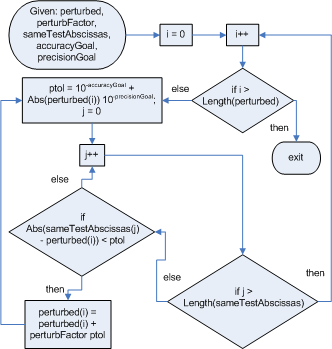 Given: perturbed,
perturbFactor,
sameTestAbscissas,
accuracyGoal,
precisionGoal
i = 0
i++
if i >
Length(perturbed)
else
then
exit
ptol = 10^-accuracyGoal +
Abs(perturbed(i)) 10^-precisionGoal;
j = 0
j++
else
if
Abs(sameTestAbscissas(j)
- perturbed(i)) < ptol
then
perturbed(i) =
perturbed(i) +
perturbFactor ptol
if j >
Length(sameTestAbscissas)
else
then